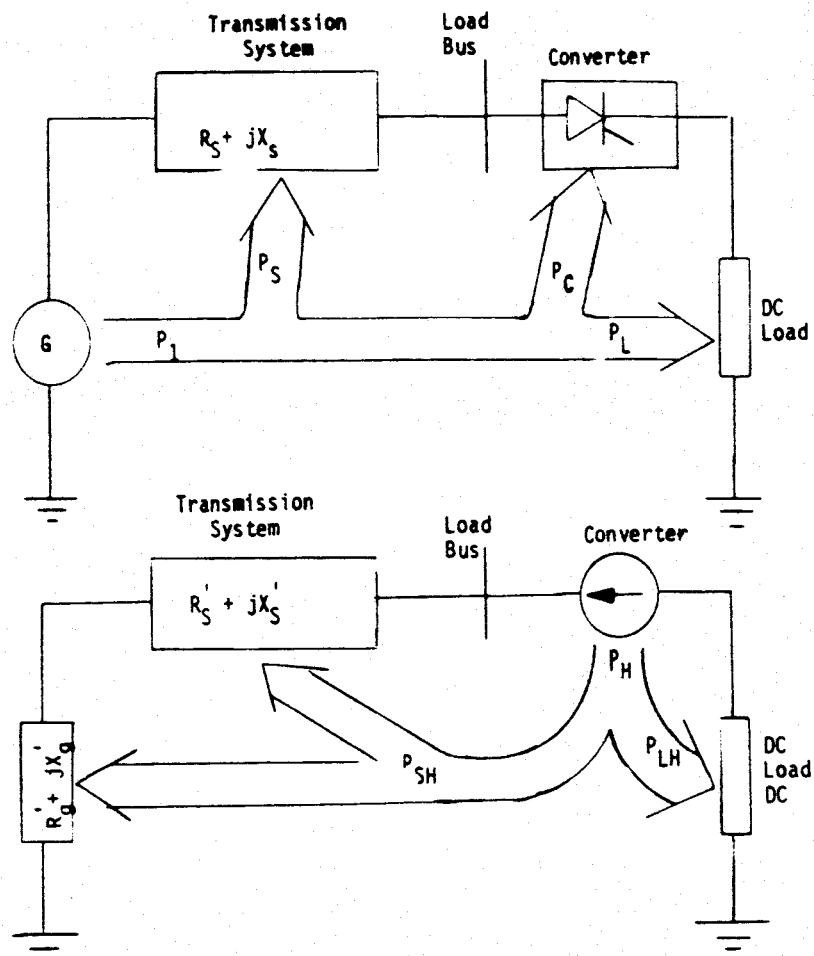 Transmission
System
Load
Bus
Converter
R_S + jX_s
P_S
P_C
G
P_1
P_L
DC
Load
Transmission
System
Load
Bus
Converter
R_S' + jX_S'
P_H
P_SH
P_LH
R_g' + jX_g'
DC
Load
DC